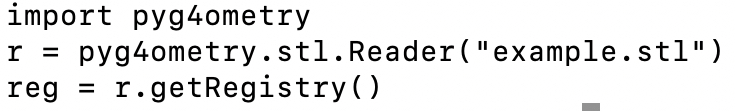 import pyg4ometry
r = pyg4ometry.stl.Reader("example.stl")
reg = r.getRegistry()